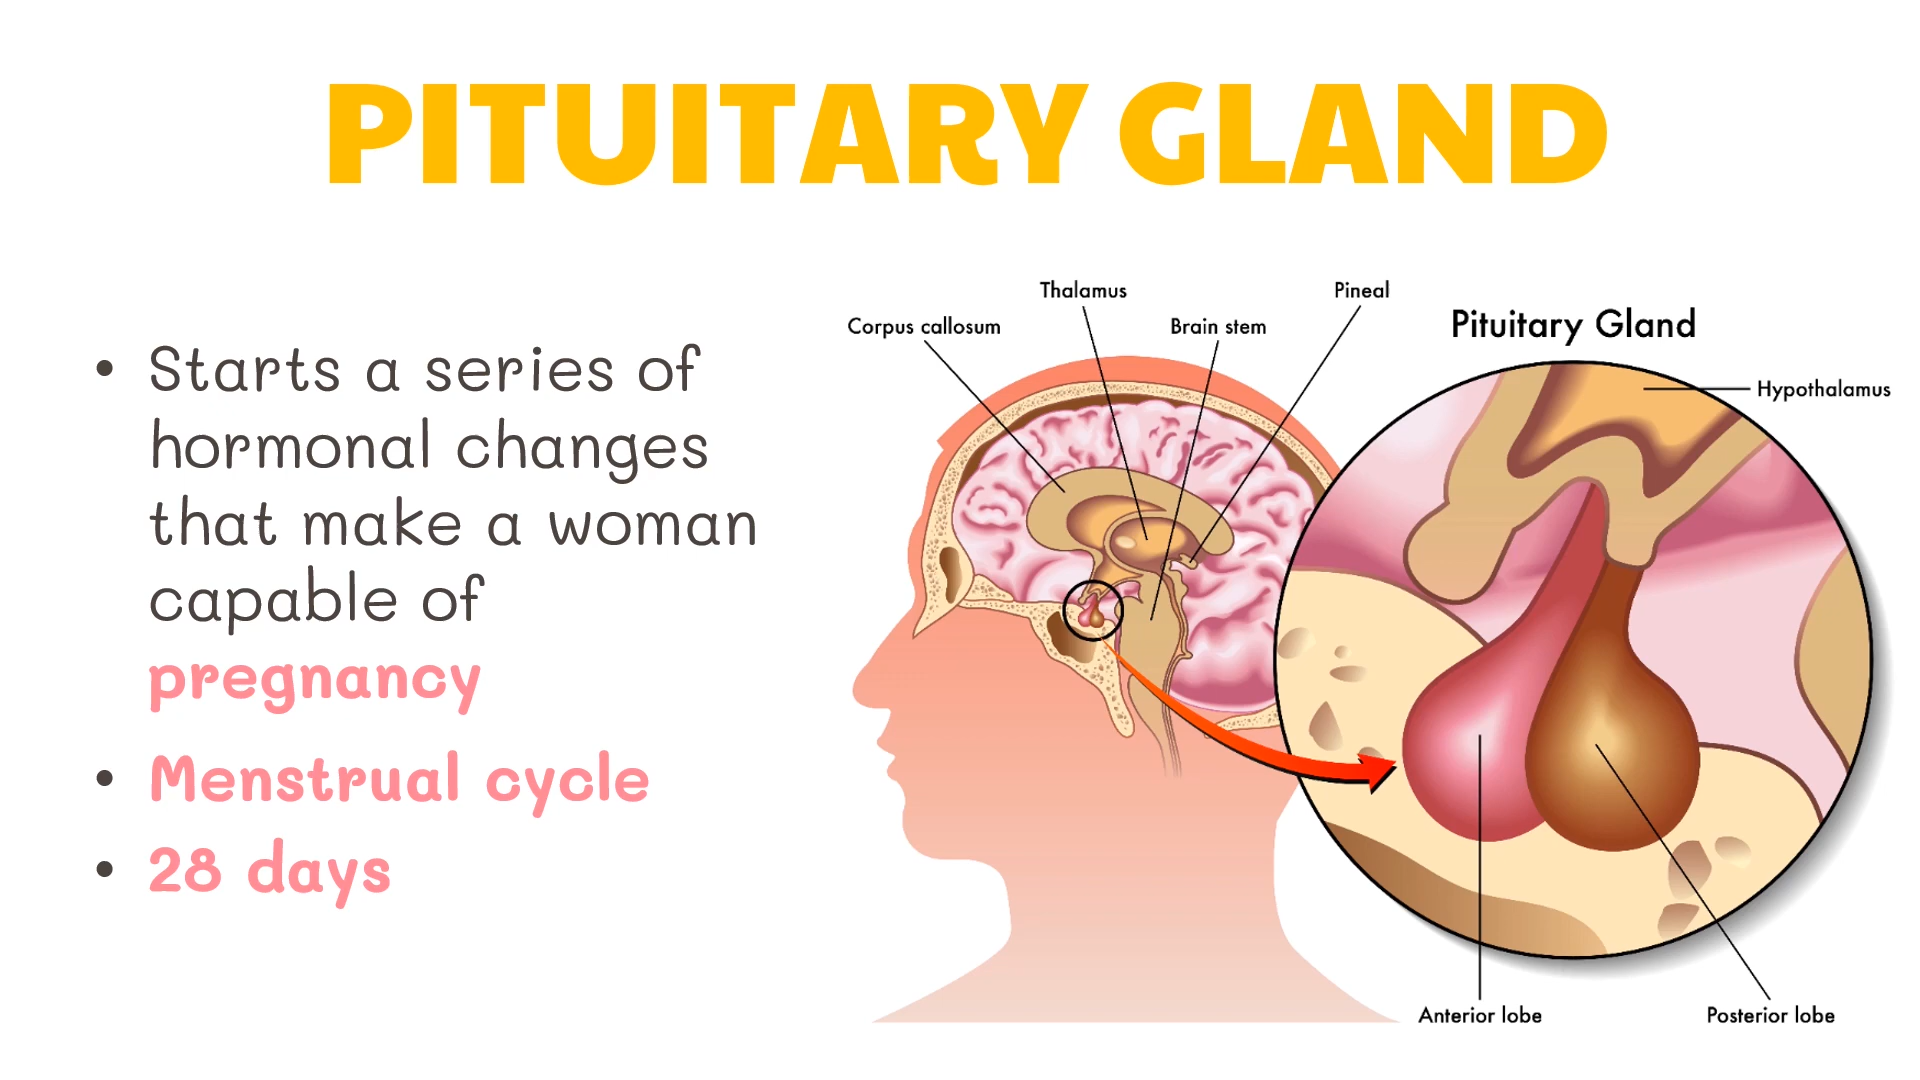 PITUITARY GLAND
• Starts a series of
hormonal changes
that make a woman
capable of
pregnancy
• Menstrual cycle
• 28 days
Thalamus
Pineal
Corpus callosum
Brain stem
Pituitary Gland
Hypothalamus
Anterior lobe
Posterior lobe